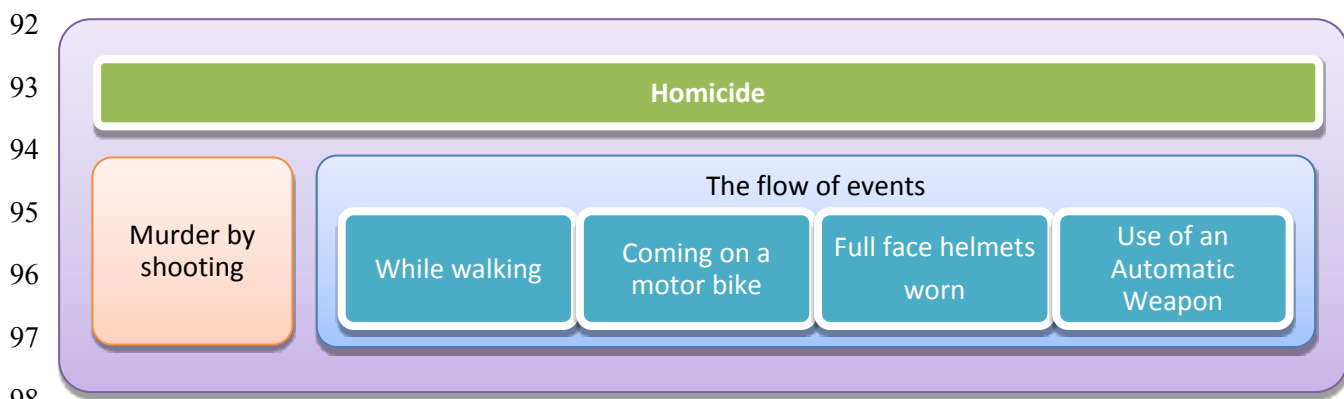 92
93
Homicide
94
The flow of events
95
Murder by
shooting
While walking
Coming on a
motor bike
Full face helmets
worn
Use of an
Automatic
Weapon
96
97
98